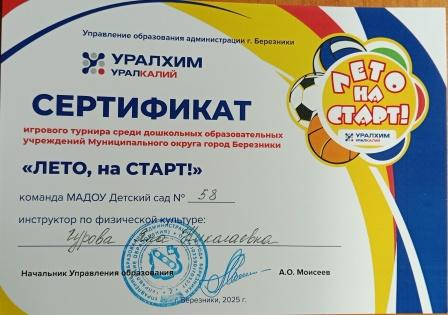 Управление образования администрации г. Березники
УРАЛХИМ
УРАЛКАЛИЙ
ЛЕТО
НА
СТАРТ!
УРАЛХИМ
УРАЛКАЛИЙ
СЕРТИФИКАТ
игрового турнира среди дошкольных образовательных
учреждений Муниципального округа город Березники
«ЛЕТО, на СТАРТ!»
команда МАДОУ Детский сад № 58
инструктор по физической культуре:
Николаевна
Начальник Управления образования А.О. Моисеев
г. Березники, 2025 г.